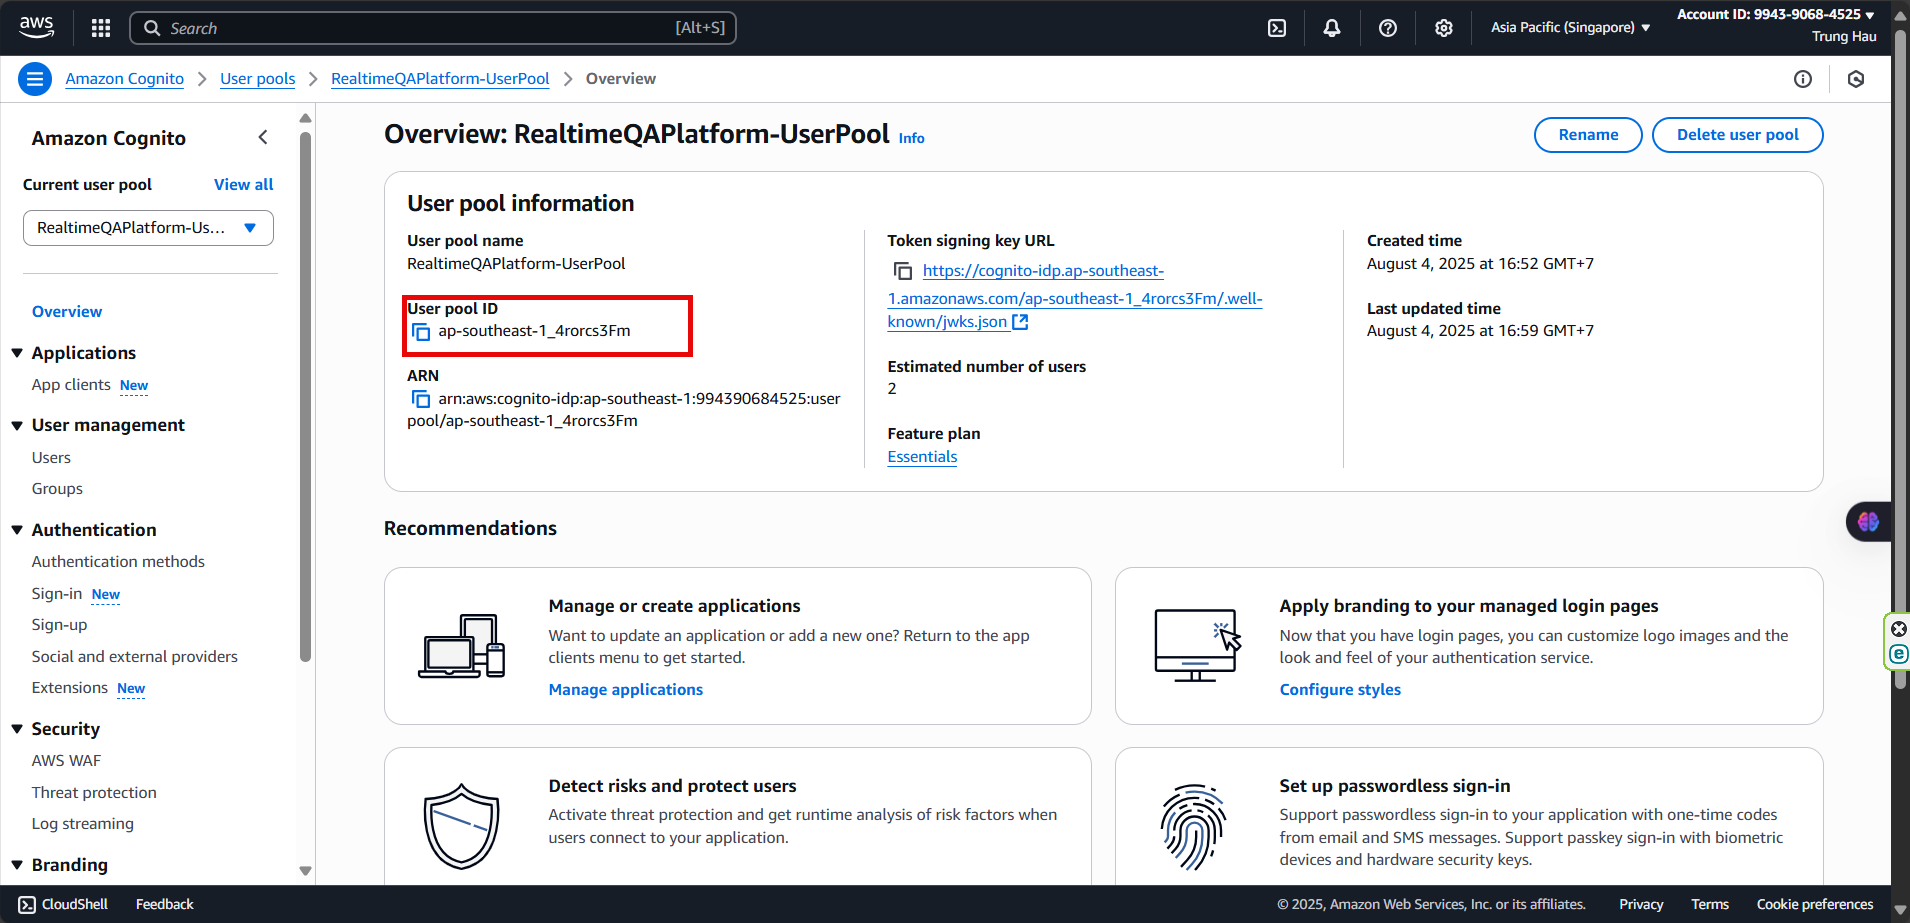 aws
Search [Alt+S]
Asia Pacific (Singapore)
Account ID: 9943-9068-4525
Trung Hau
Amazon Cognito
User pools
RealtimeQAPlatform-UserPool
Overview
Amazon Cognito
Current user pool View all
RealtimeQAPlatform-Us...
Overview
Applications
App clients New
User management
Users
Groups
Authentication
Authentication methods
Sign-in New
Sign-up
Social and external providers
Extensions New
Security
AWS WAF
Threat protection
Log streaming
Branding
Overview: RealtimeQAPlatform-UserPool Info
Rename
Delete user pool
User pool information
User pool name
RealtimeQAPlatform-UserPool
User pool ID
ap-southeast-1_4rorcs3Fm
ARN
arn:aws:cognito-idp:ap-southeast-1:994390684525:user
pool/ap-southeast-1_4rorcs3Fm
Token signing key URL
https://cognito-idp.ap-southeast-
1.amazonaws.com/ap-southeast-1_4rorcs3Fm/.well-
known/jwks.json
Estimated number of users
2
Feature plan
Essentials
Created time
August 4, 2025 at 16:52 GMT+7
Last updated time
August 4, 2025 at 16:59 GMT+7
Recommendations
Manage or create applications
Want to update an application or add a new one? Return to the app
clients menu to get started.
Manage applications
Apply branding to your managed login pages
Now that you have login pages, you can customize logo images and the
look and feel of your authentication service.
Configure styles
Detect risks and protect users
Activate threat protection and get runtime analysis of risk factors when
users connect to your application.
Set up passwordless sign-in
Support passwordless sign-in to your application with one-time codes
from email and SMS messages. Support passkey sign-in with biometric
devices and hardware security keys.
CloudShell
Feedback
© 2025, Amazon Web Services, Inc. or its affiliates.
Privacy
Terms
Cookie preferences